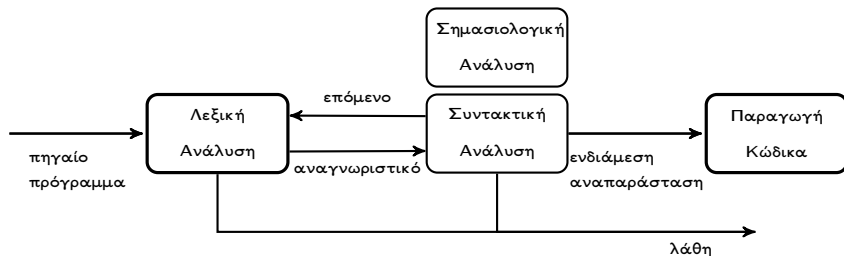 Σημασιολογική
Ανάλυση
επόμενο
Λεξική
Ανάλυση
Συντακτική
Ανάλυση
Παραγωγή
Κώδικα
πηγαίο
πρόγραμμα
αναγνωριστικό
ενδιάμεση
αναπαράσταση
λάθη